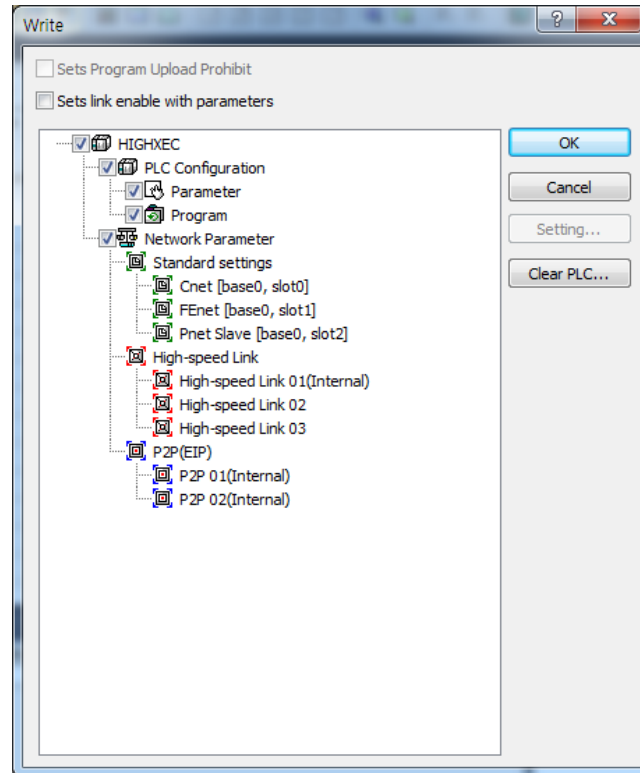 Write
Sets Program Upload Prohibit
Sets link enable with parameters
HIGHXEC
PLC Configuration
Parameter
Program
Network Parameter
Standard settings
Cnet [base0, slot0]
FEnet [base0, slot1]
Pnet Slave [base0, slot2]
High-speed Link
High-speed Link 01(Internal)
High-speed Link 02
High-speed Link 03
P2P(EIP)
P2P 01(Internal)
P2P 02(Internal)
OK
Cancel
Setting...
Clear PLC...